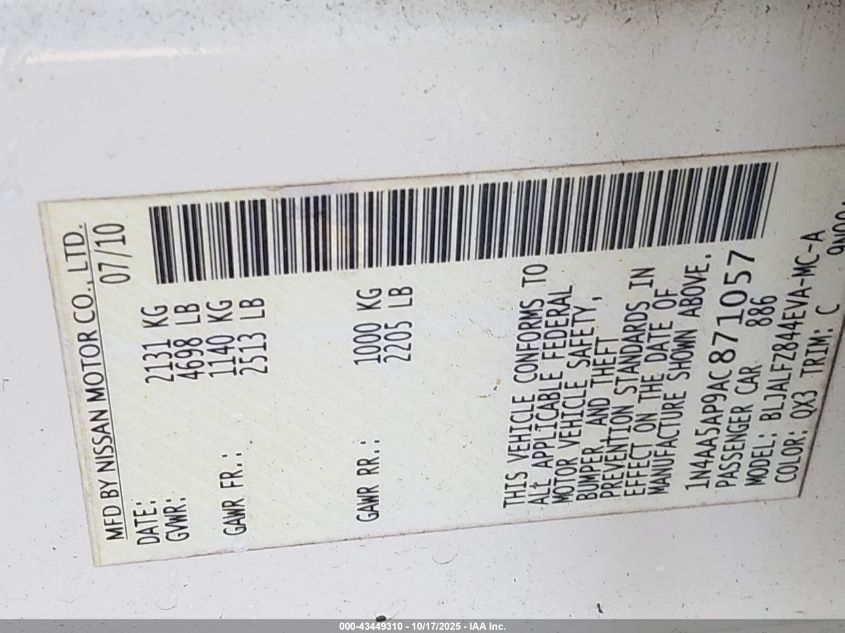 MFD BY NISSAN MOTOR CO., LTD.
DATE: 07/10
GVWR: 2131 KG
4698 LB
GAWR FR.: 1140 KG
2513 LB
GAWR RR.: 1000 KG
2205 LB
THIS VEHICLE CONFORMS TO
ALL APPLICABLE FEDERAL
MOTOR VEHICLE SAFETY,
BUMPER, AND THEFT
PREVENTION STANDARDS IN
EFFECT ON THE DATE OF
MANUFACTURE SHOWN ABOVE.
1N4AA5AP9AC871057
PASSENGER CAR 886
MODEL: BLJALFZ844EVA-MC-A
COLOR: QX3 TRIM: C
000-43449310 - 10/17/2025 - IAA Inc.